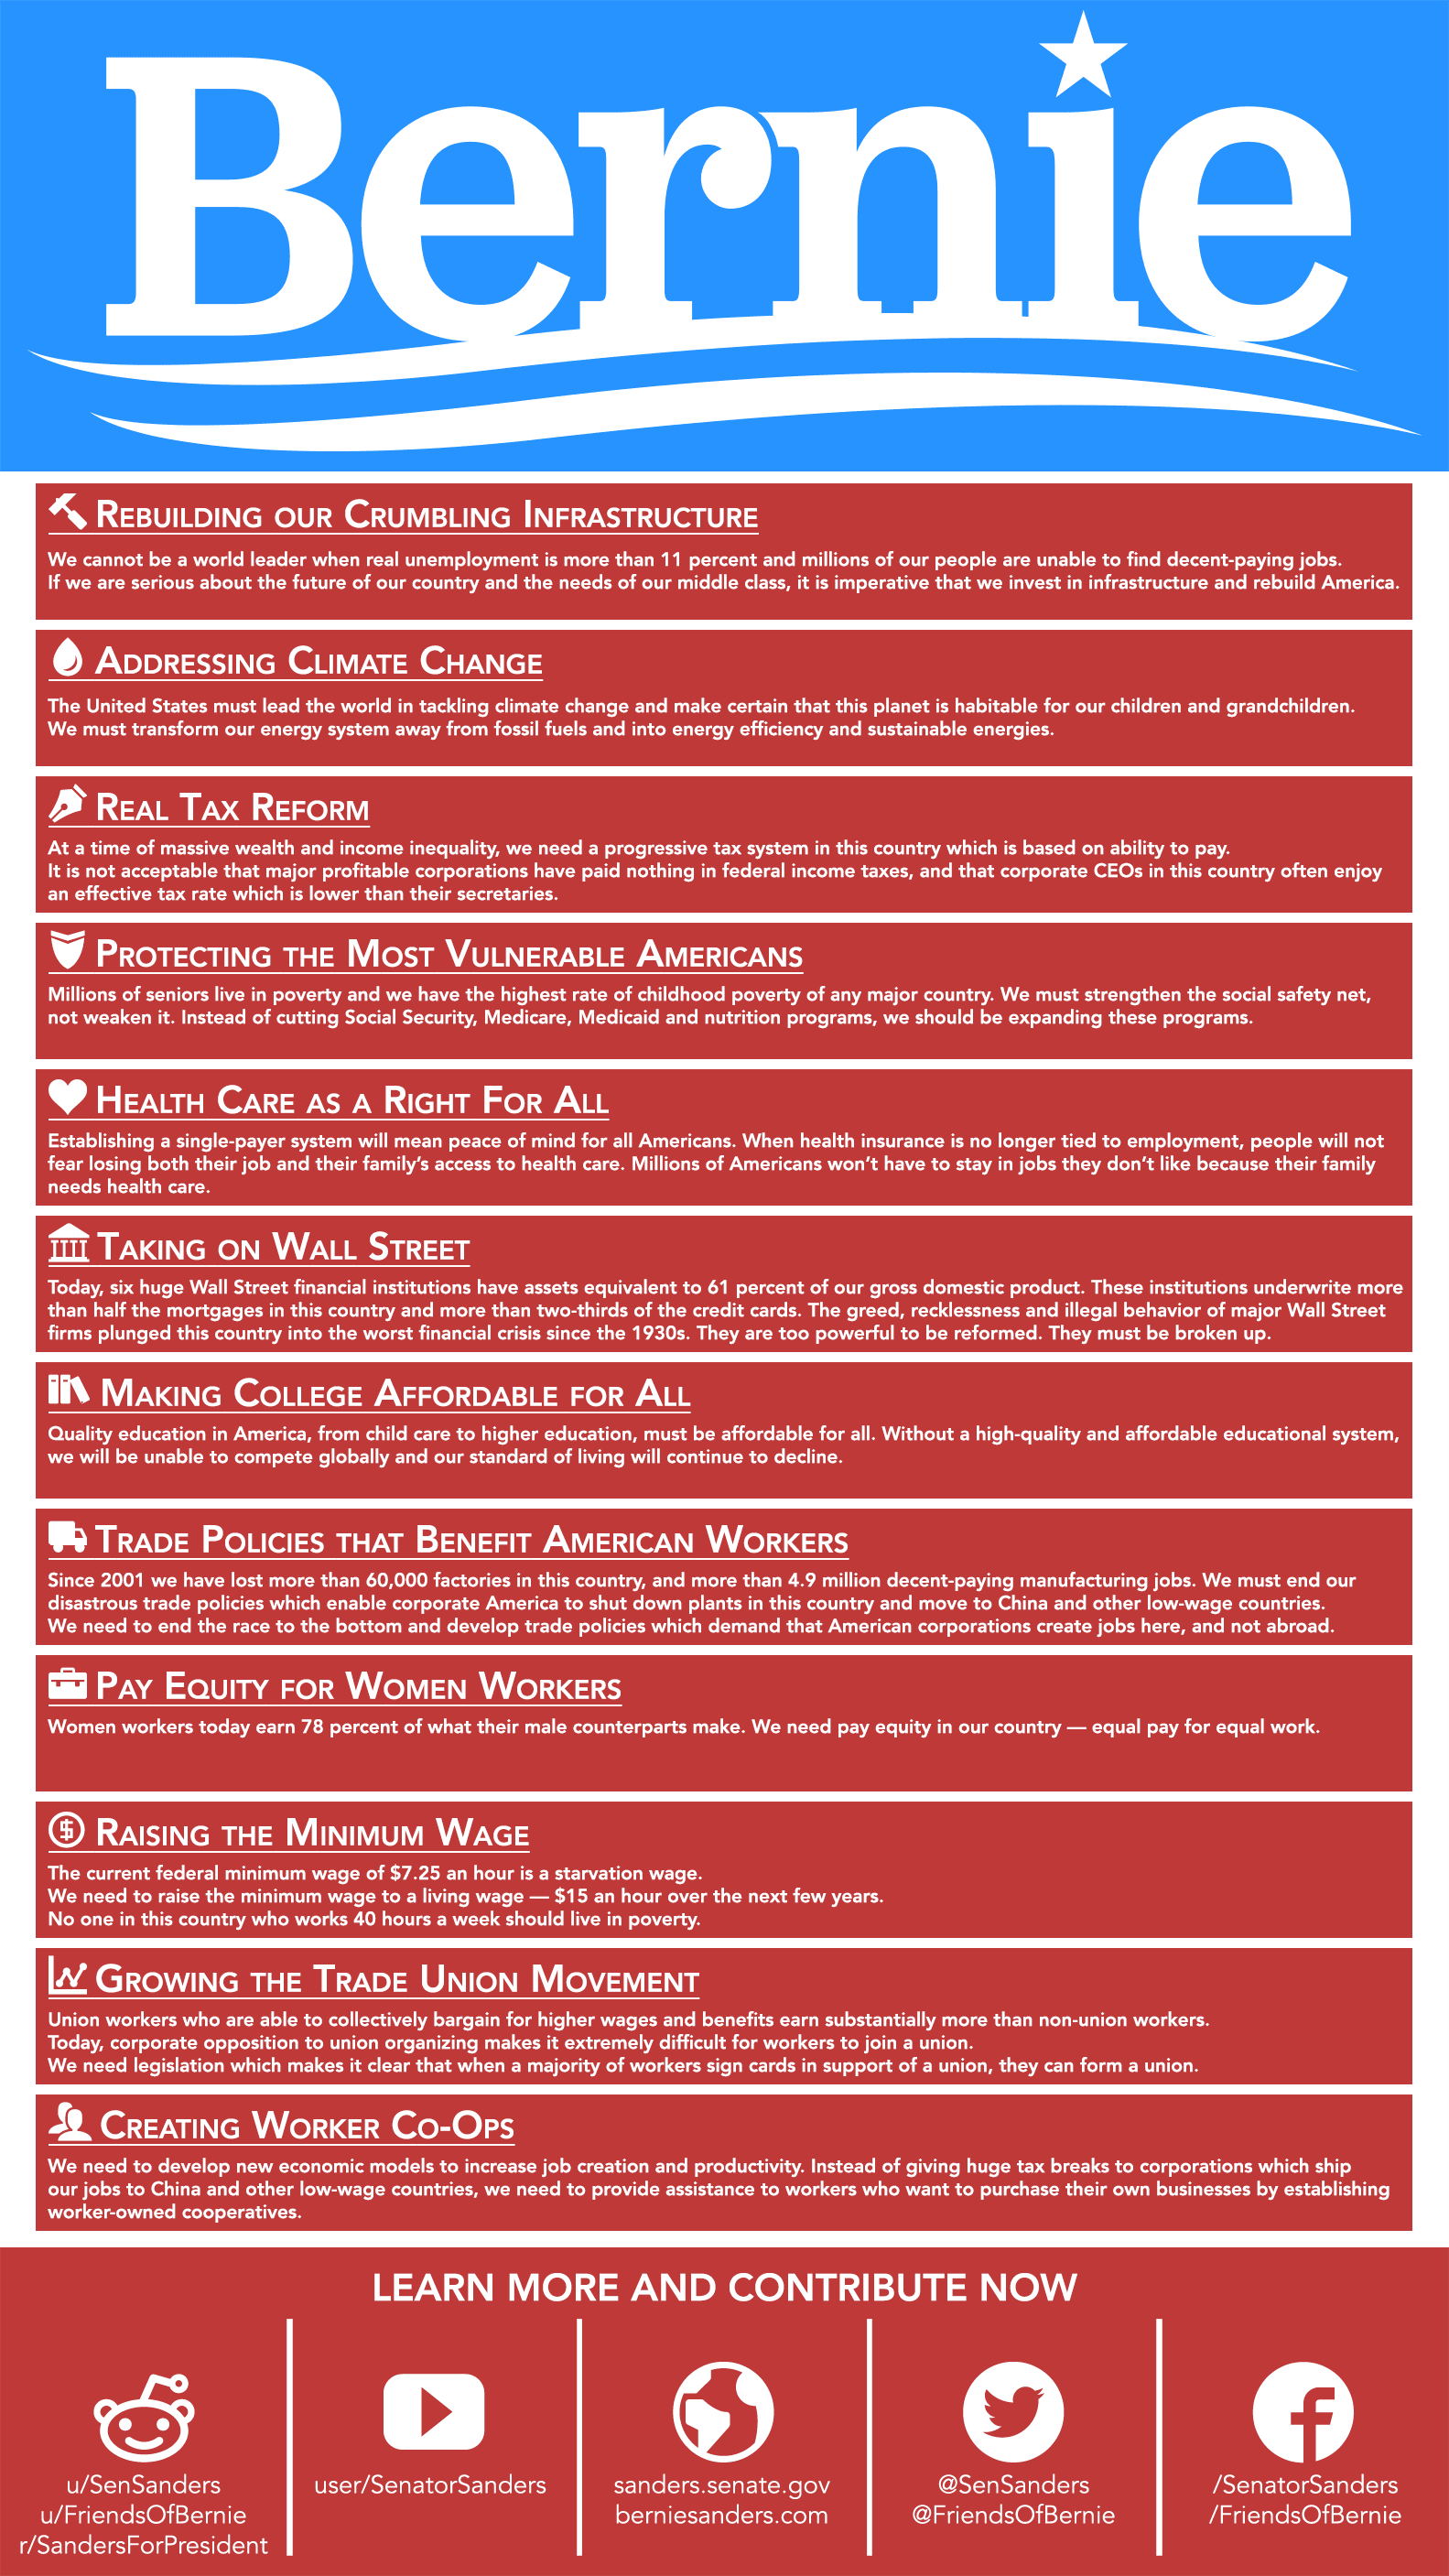 Bernie
Rebuilding our Crumbling Infrastructure
We cannot be a world leader when real unemployment is more than 11 percent and millions of our people are unable to find decent-paying jobs.
If we are serious about the future of our country and the needs of our middle class, it is imperative that we invest in infrastructure and rebuild America.
Addressing Climate Change
The United States must lead the world in tackling climate change and make certain that this planet is habitable for our children and grandchildren.
We must transform our energy system away from fossil fuels and into energy efficiency and sustainable energies.
Real Tax Reform
At a time of massive wealth and income inequality, we need a progressive tax system in this country which is based on ability to pay.
It is not acceptable that major profitable corporations have paid nothing in federal income taxes, and that corporate CEOs in this country often enjoy
an effective tax rate which is lower than their secretaries.
Protecting the Most Vulnerable Americans
Millions of seniors live in poverty and we have the highest rate of childhood poverty of any major country. We must strengthen the social safety net,
not weaken it. Instead of cutting Social Security, Medicare, Medicaid and nutrition programs, we should be expanding these programs.
Health Care as a Right For All
Establishing a single-payer system will mean peace of mind for all Americans. When health insurance is no longer tied to employment, people will not
fear losing both their job and their family's access to health care. Millions of Americans won't have to stay in jobs they don't like because their family
needs health care.
Taking on Wall Street
Today, six huge Wall Street financial institutions have assets equivalent to 61 percent of our gross domestic product. These institutions underwrite more
than half the mortgages in this country and more than two-thirds of the credit cards. The greed, recklessness and illegal behavior of major Wall Street
firms plunged this country into the worst financial crisis since the 1930s. They are too powerful to be reformed. They must be broken up.
Making College Affordable for All
Quality education in America, from child care to higher education, must be affordable for all. Without a high-quality and affordable educational system,
we will be unable to compete globally and our standard of living will continue to decline.
Trade Policies that Benefit American Workers
Since 2001 we have lost more than 60,000 factories in this country, and more than 4.9 million decent-paying manufacturing jobs. We must end our
disastrous trade policies which enable corporate America to shut down plants in this country and move to China and other low-wage countries.
We need to end the race to the bottom and develop trade policies which demand that American corporations create jobs here, and not abroad.
Pay Equity for Women Workers
Women workers today earn 78 percent of what their male counterparts make. We need pay equity in our country — equal pay for equal work.
Raising the Minimum Wage
The current federal minimum wage of $7.25 an hour is a starvation wage.
We need to raise the minimum wage to a living wage — $15 an hour over the next few years.
No one in this country who works 40 hours a week should live in poverty.
Growing the Trade Union Movement
Union workers who are able to collectively bargain for higher wages and benefits earn substantially more than non-union workers.
Today, corporate opposition to union organizing makes it extremely difficult for workers to join a union.
We need legislation which makes it clear that when a majority of workers sign cards in support of a union, they can form a union.
Creating Worker Co-Ops
We need to develop new economic models to increase job creation and productivity. Instead of giving huge tax breaks to corporations which ship
our jobs to China and other low-wage countries, we need to provide assistance to workers who want to purchase their own businesses by establishing
worker-owned cooperatives.
LEARN MORE AND CONTRIBUTE NOW
u/SenSanders
u/FriendsOfBernie
r/SandersForPresident
user/SenatorSanders
sanders.senate.gov
berniesanders.com
@SenSanders
@FriendsOfBernie
/SenatorSanders
/FriendsOfBernie